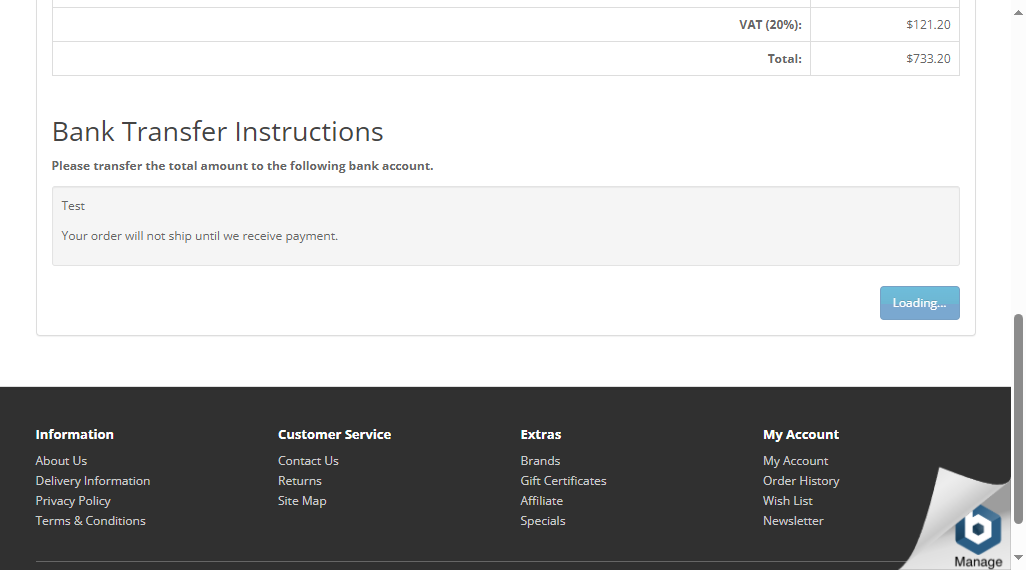 VAT (20%): $121.20
Total: $733.20
Bank Transfer Instructions
Please transfer the total amount to the following bank account.
Test
Your order will not ship until we receive payment.
Loading...
Information Customer Service Extras My Account
About Us Contact Us Brands My Account
Delivery Information Returns Gift Certificates Order History
Privacy Policy Site Map Affiliate Wish List
Terms & Conditions Specials Newsletter
b
Manage